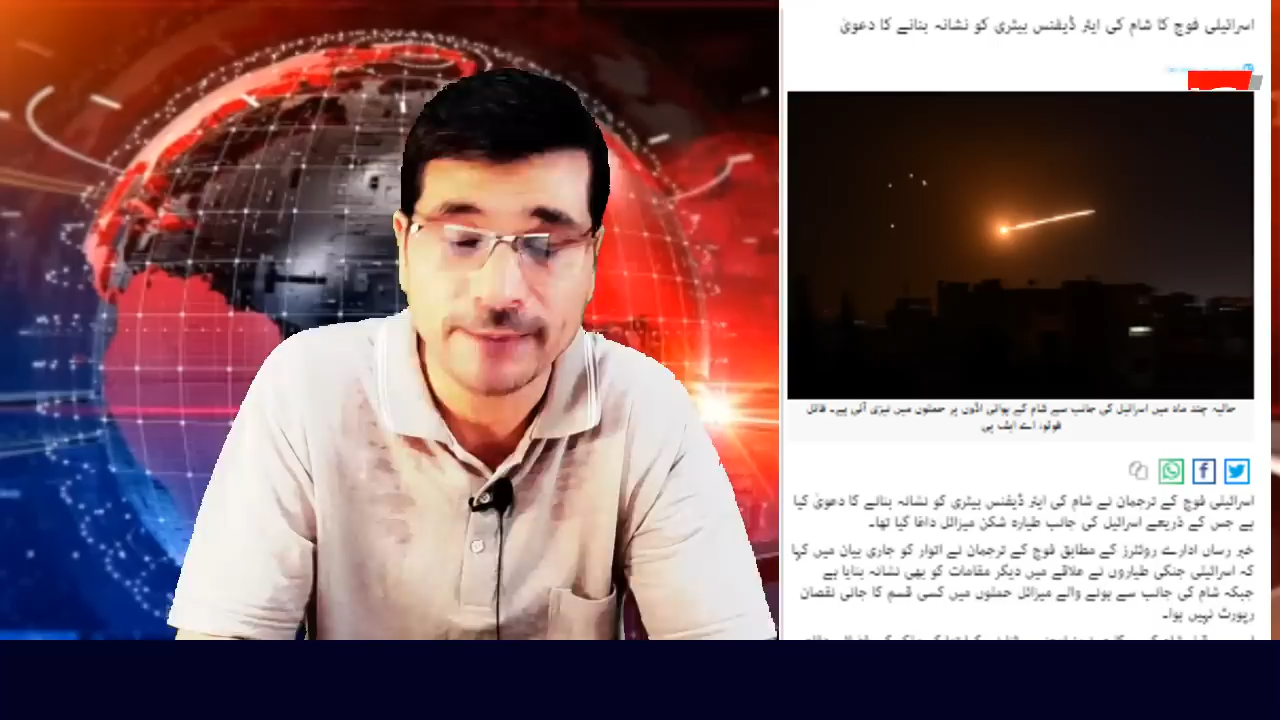 اسرائیلی فوج کا شام کی ایئر ڈیفنس بیٹری کو نشانہ بنانے کا دعویٰ
حالیہ چند ماہ میں اسرائیل کی جانب سے شام کے ہوائی اڈوں پر حملوں میں تیزی آئی ہے۔ فائل
فوٹو: اے ایف پی
اسرائیلی فوج کے ترجمان نے شام کی ایئر ڈیفنس بیٹری کو نشانہ بنانے کا دعویٰ کیا
ہے جس کے ذریعے اسرائیل کی جانب طیارہ شکن میزائل داغا گیا تھا۔
خبر رساں ادارے روئٹرز کے مطابق فوج کے ترجمان نے اتوار کو جاری بیان میں کہا
کہ اسرائیلی جنگی طیاروں نے علاقے میں دیگر مقامات کو بھی نشانہ بنایا ہے
جبکہ شام کی جانب سے ہونے والے میزائل حملوں میں کسی قسم کا جانی نقصان
رپورٹ نہیں ہوا۔